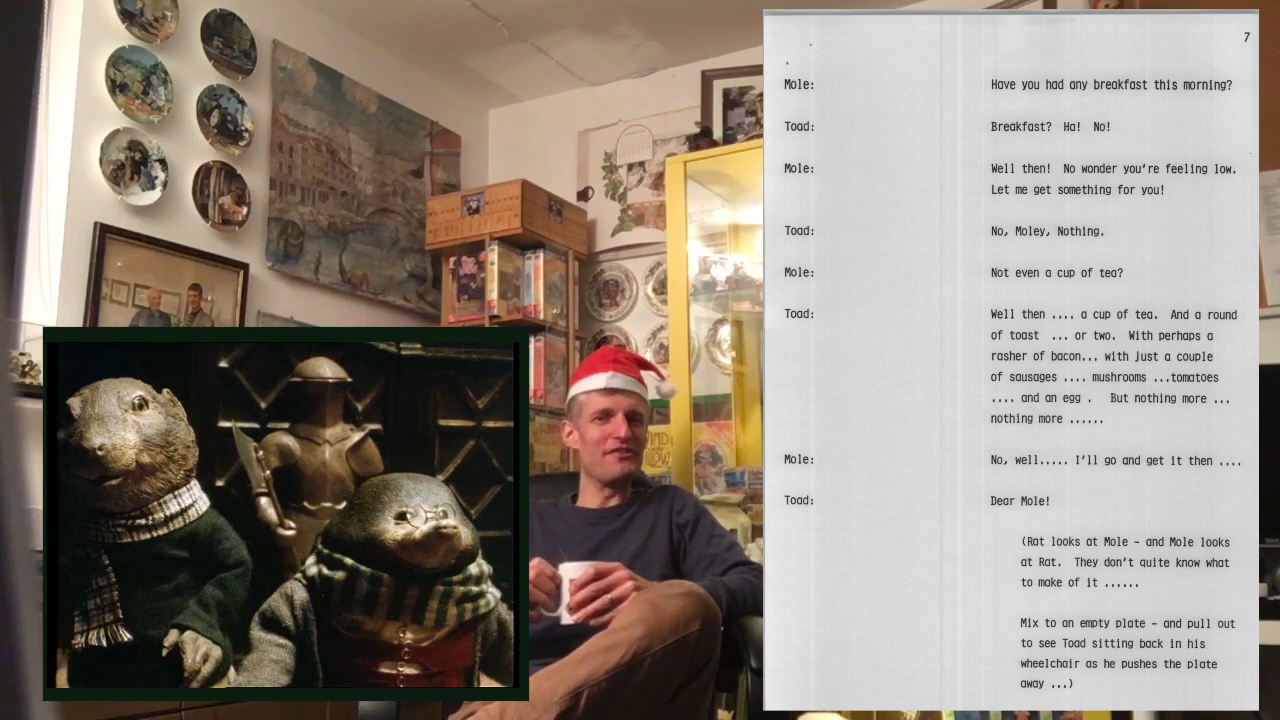 7
Mole: Have you had any breakfast this morning?
Toad: Breakfast? Ha! No!
Mole: Well then! No wonder you're feeling low.
Let me get something for you!
Toad: No, Moley, Nothing.
Mole: Not even a cup of tea?
Toad: Well then .... a cup of tea. And a round
of toast ... or two. With perhaps a
rasher of bacon... with just a couple
of sausages .... mushrooms ...tomatoes
.... and an egg . But nothing more ...
nothing more ......
Mole: No, well..... I'll go and get it then ....
Toad: Dear Mole!
(Rat looks at Mole - and Mole looks
at Rat. They don't quite know what
to make of it ......
Mix to an empty plate - and pull out
to see Toad sitting back in his
wheelchair as he pushes the plate
away ...)
WIND